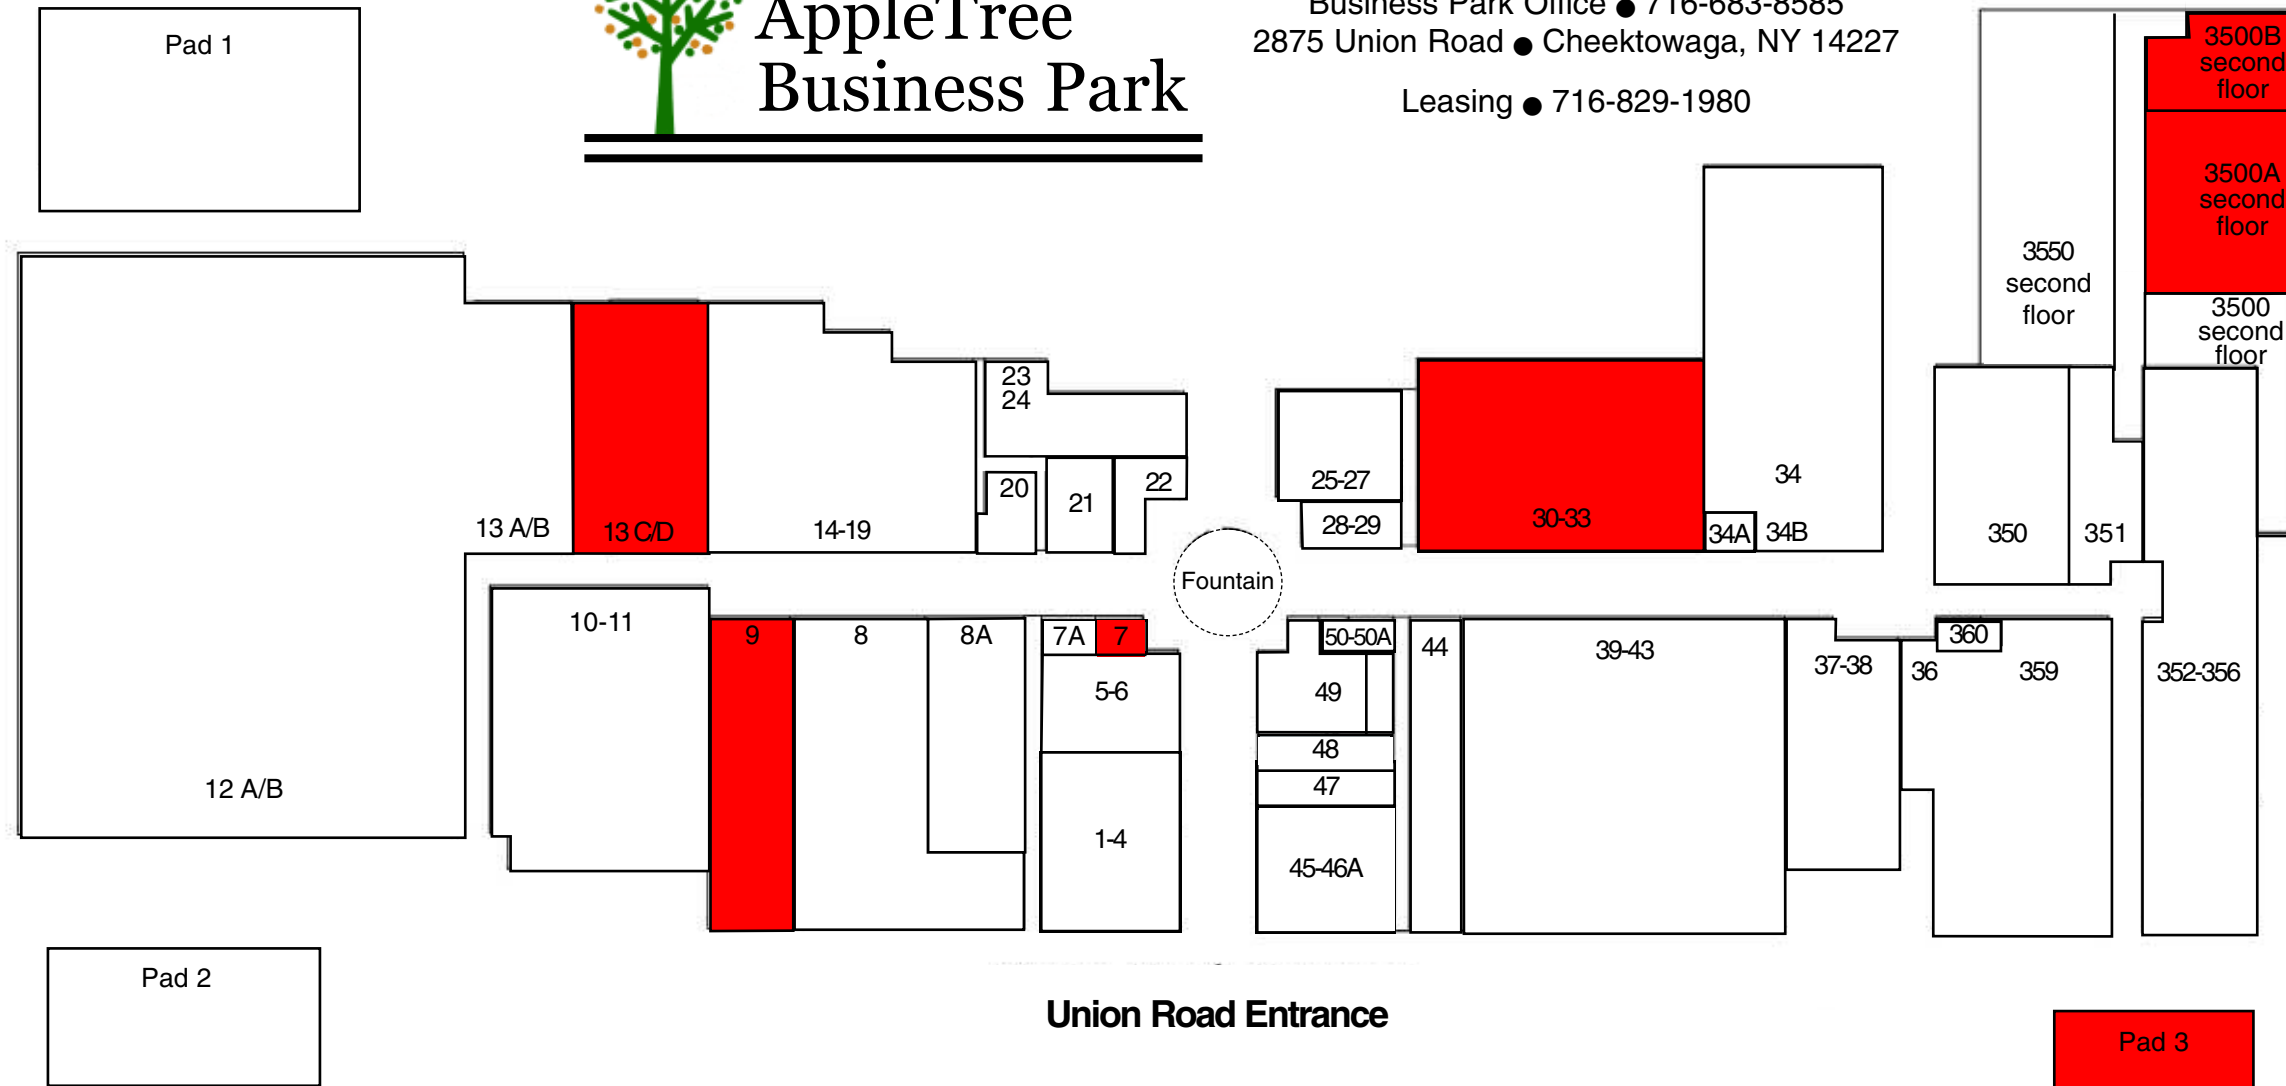 Pad 1
AppleTree
Business Park
Business Park Office ● 716-683-8585
2875 Union Road ● Cheektowaga, NY 14227
Leasing ● 716-829-1980
3500B
second
floor
3500A
second
floor
3550
second
floor
3500
second
floor
23
24
20
21
22
25-27
28-29
30-33
34
34A
34B
350
351
13 A/B
13 C/D
14-19
Fountain
10-11
9
8
8A
7A
7
5-6
1-4
50-50A
49
48
47
45-46A
44
39-43
37-38
36
360
359
352-356
12 A/B
Pad 2
Union Road Entrance
Pad 3